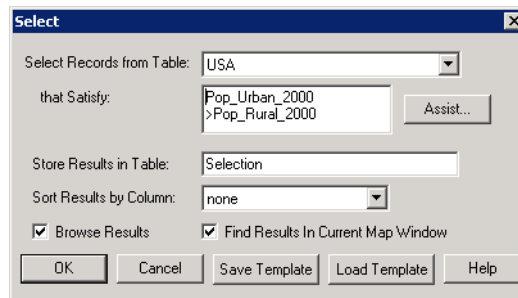 Select
Select Records from Table: USA
that Satisfy: Pop_Urban_2000
>Pop_Rural_2000
Assist...
Store Results in Table: Selection
Sort Results by Column: none
Browse Results Find Results In Current Map Window
OK Cancel Save Template Load Template Help